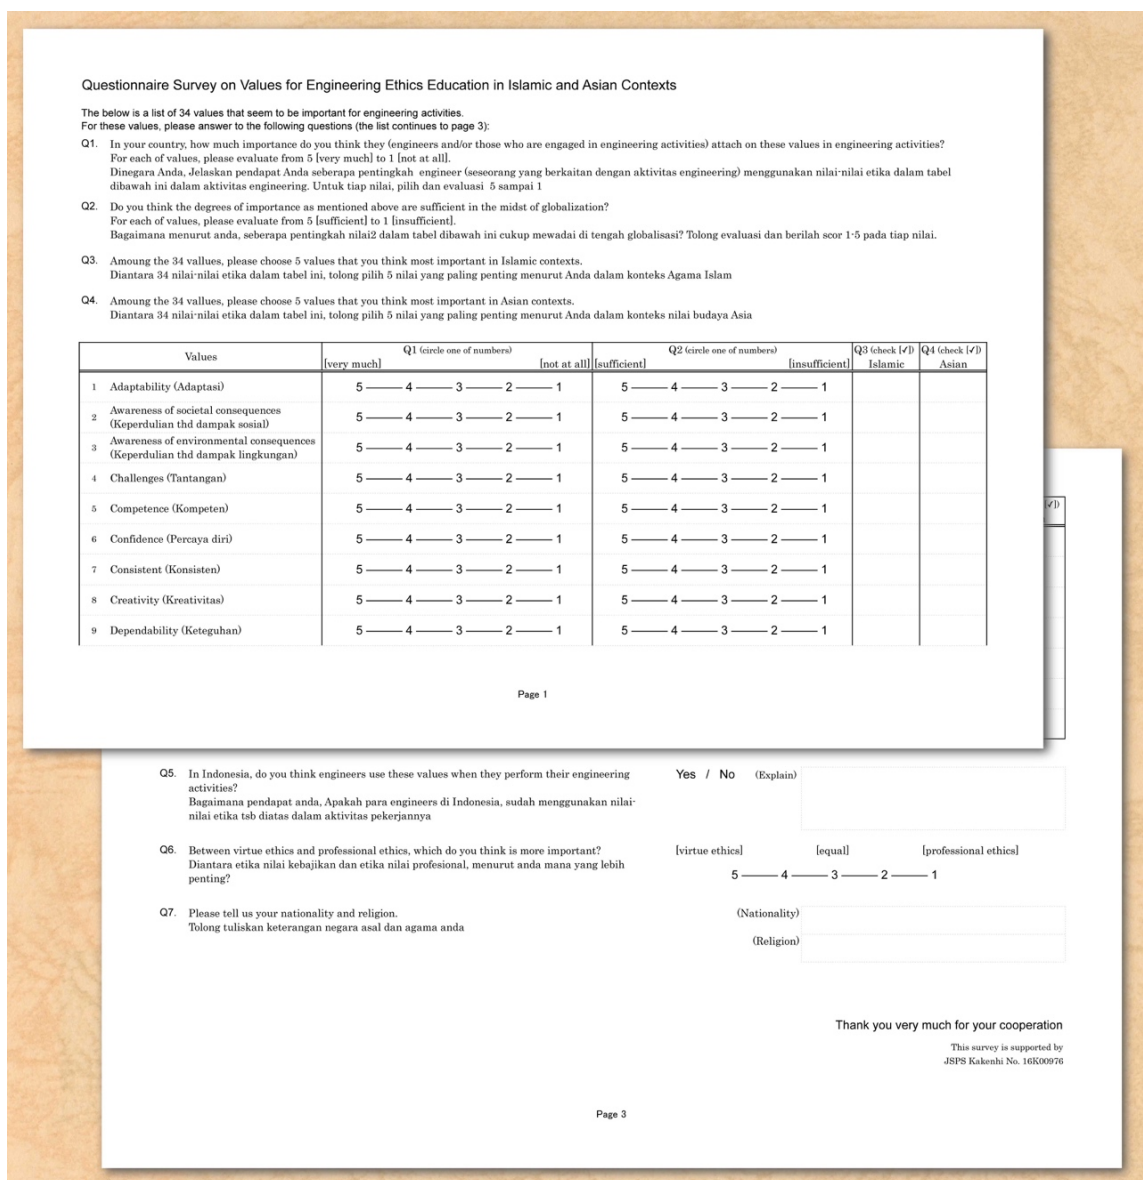 Questionnaire Survey on Values for Engineering Ethics Education in Islamic and Asian Contexts
The below is a list of 34 values that seem to be important for engineering activities.
For these values, please answer to the following questions (the list continues to page 3):
Q1. In your country, how much importance do you think they (engineers and/or those who are engaged in engineering activities) attach on these values in engineering activities?
For each of values, please evaluate from 5 [very much] to 1 [not at all].
Dinegara Anda, Jelaskan pendapat Anda seberapa pentingkah engineer (seseorang yang berkaitan dengan aktivitas engineering) menggunakan nilai-nilai etika dalam tabel
dibawah ini dalam aktivitas engineering. Untuk tiap nilai, pilih dan evaluasi 5 sampai 1
Q2. Do you think the degrees of importance as mentioned above are sufficient in the midst of globalization?
For each of values, please evaluate from 5 [sufficient] to 1 [insufficient].
Bagaimana menurut anda, seberapa pentingkah nilai2 dalam tabel dibawah ini cukup mewadai di tengah globalisasi? Tolong evaluasi dan berilah scor 1-5 pada tiap nilai.
Q3. Amoung the 34 vallues, please choose 5 values that you think most important in Islamic contexts.
Diantara 34 nilai-nilai etika dalam tabel ini, tolong pilih 5 nilai yang paling penting menurut Anda dalam konteks Agama Islam
Q4. Amoung the 34 vallues, please choose 5 values that you think most important in Asian contexts.
Diantara 34 nilai-nilai etika dalam tabel ini, tolong pilih 5 nilai yang paling penting menurut Anda dalam konteks nilai budaya Asia
Values Q1 (circle one of numbers) Q2 (circle one of numbers) Q3 (check [✓]) Q4 (check [✓])
[very much] [not at all] [sufficient] [insufficient] Islamic Asian
1 Adaptability (Adaptasi) 5 4 3 2 1 5 4 3 2 1
2 Awareness of societal consequences
(Keperdulian thd dampak sosial) 5 4 3 2 1 5 4 3 2 1
3 Awareness of environmental consequences
(Keperdulian thd dampak lingkungan) 5 4 3 2 1 5 4 3 2 1
4 Challenges (Tantangan) 5 4 3 2 1 5 4 3 2 1
5 Competence (Kompeten) 5 4 3 2 1 5 4 3 2 1
6 Confidence (Percaya diri) 5 4 3 2 1 5 4 3 2 1
7 Consistent (Konsisten) 5 4 3 2 1 5 4 3 2 1
8 Creativity (Kreativitas) 5 4 3 2 1 5 4 3 2 1
9 Dependability (Keteguhan) 5 4 3 2 1 5 4 3 2 1
Page 1
[✓])
Q5. In Indonesia, do you think engineers use these values when they perform their engineering
activities?
Bagaimana pendapat anda, Apakah para engineers di Indonesia, sudah menggunakan nilai-
nilai etika tsb diatas dalam aktivitas pekerjannya
Yes / No (Explain)
Q6. Between virtue ethics and professional ethics, which do you think is more important?
Diantara etika nilai kebajikan dan etika nilai profesional, menurut anda mana yang lebih
penting?
[virtue ethics] [equal] [professional ethics]
5 4 3 2 1
Q7. Please tell us your nationality and religion.
Tolong tuliskan keterangan negara asal dan agama anda
(Nationality)
(Religion)
Thank you very much for your cooperation
This survey is supported by
JSPS Kakenhi No. 16K00976
Page 3